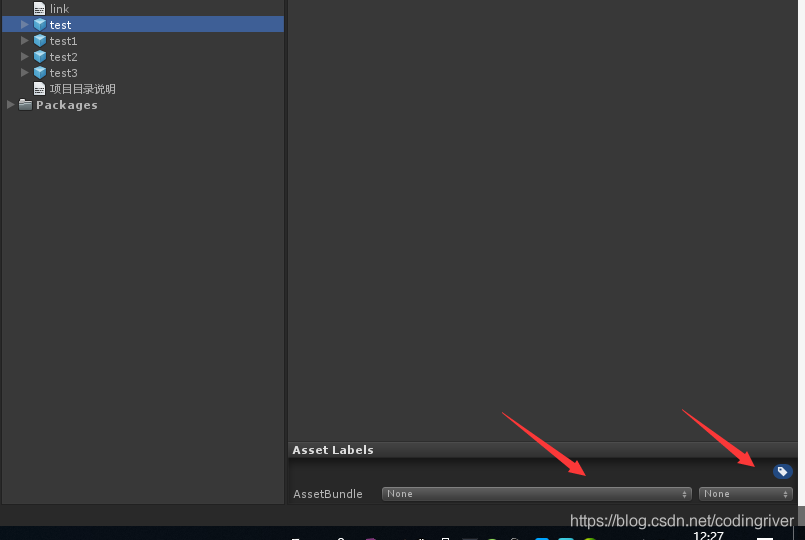 link
test
test1
test2
test3
项目目录说明
Packages
Asset Labels
AssetBundle None None
https://blog.csdn.net/codingriver
12:27